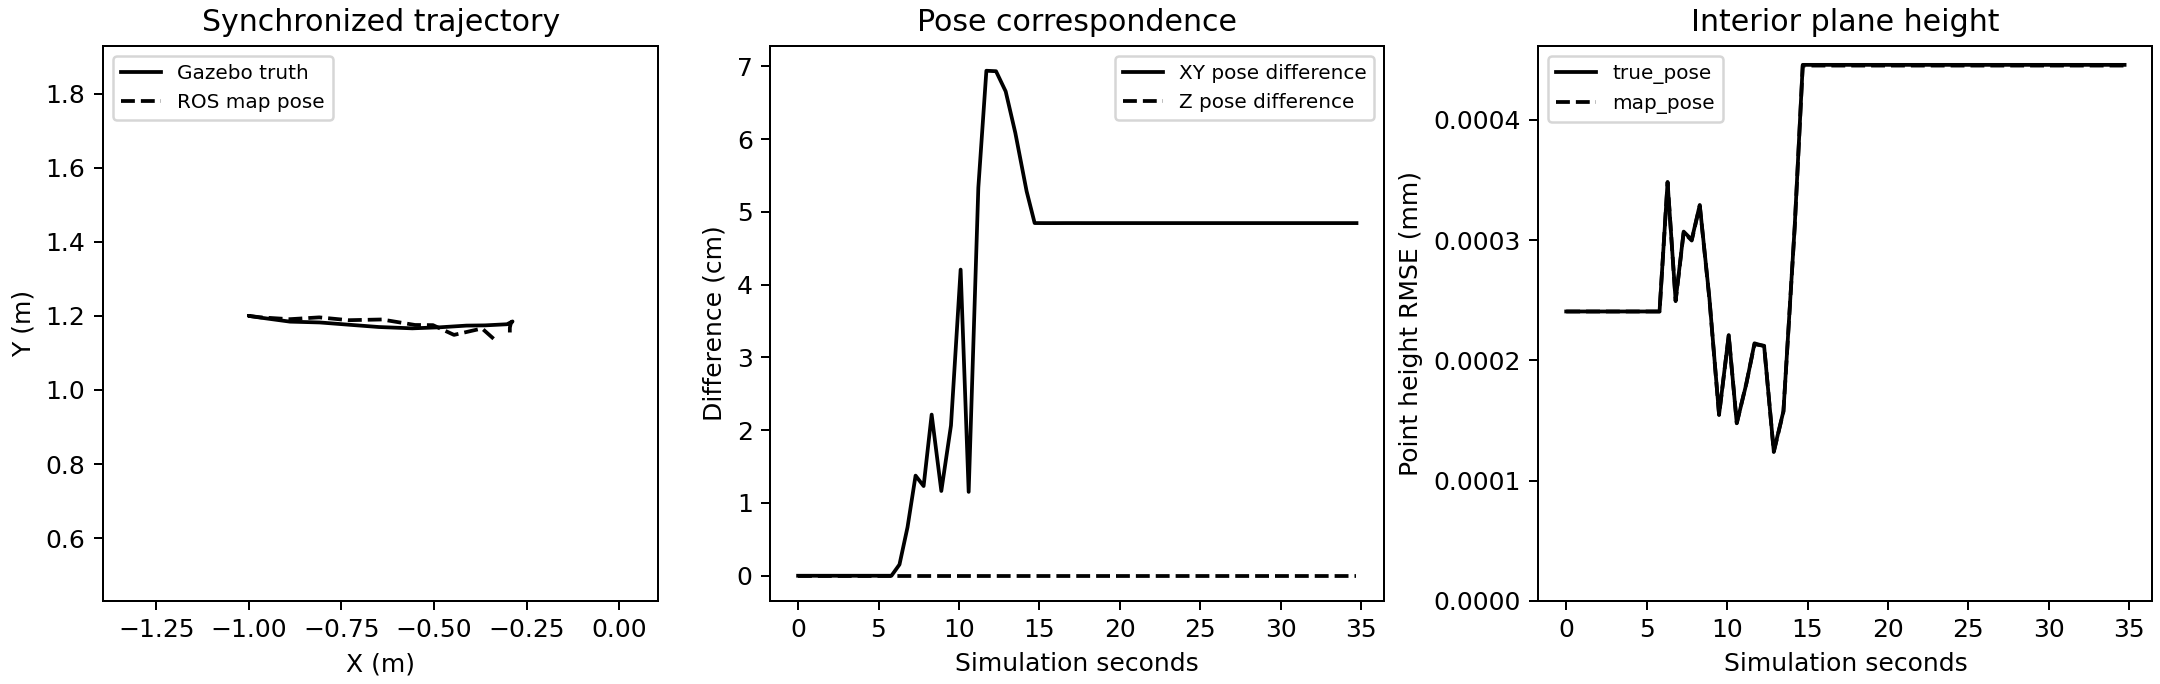 Synchronized trajectory
Gazebo truth
ROS map pose
1.8
1.6
1.4
1.2
1.0
0.8
0.6
Y (m)
−1.25 −1.00 −0.75 −0.50 −0.25 0.00
X (m)
Pose correspondence
XY pose difference
Z pose difference
7
6
5
4
3
2
1
0
Difference (cm)
0 5 10 15 20 25 30 35
Simulation seconds
Interior plane height
true_pose
map_pose
0.0004
0.0003
0.0002
0.0001
0.0000
Point height RMSE (mm)
0 5 10 15 20 25 30 35
Simulation seconds